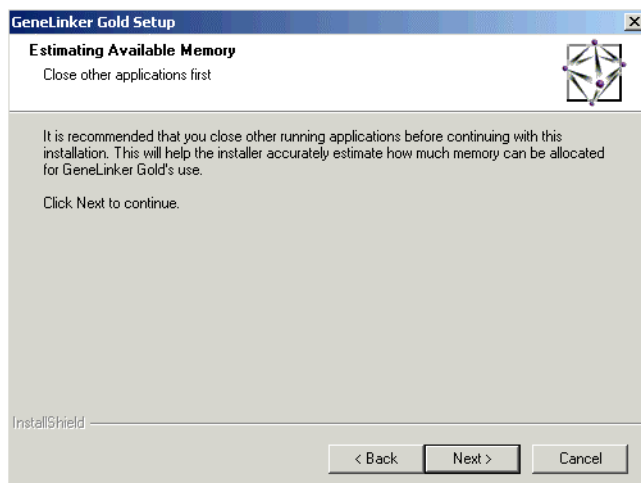 GeneLinker Gold Setup
Estimating Available Memory
Close other applications first
It is recommended that you close other running applications before continuing with this
installation. This will help the installer accurately estimate how much memory can be allocated
for GeneLinker Gold's use.
Click Next to continue.
InstallShield
< Back
Next >
Cancel